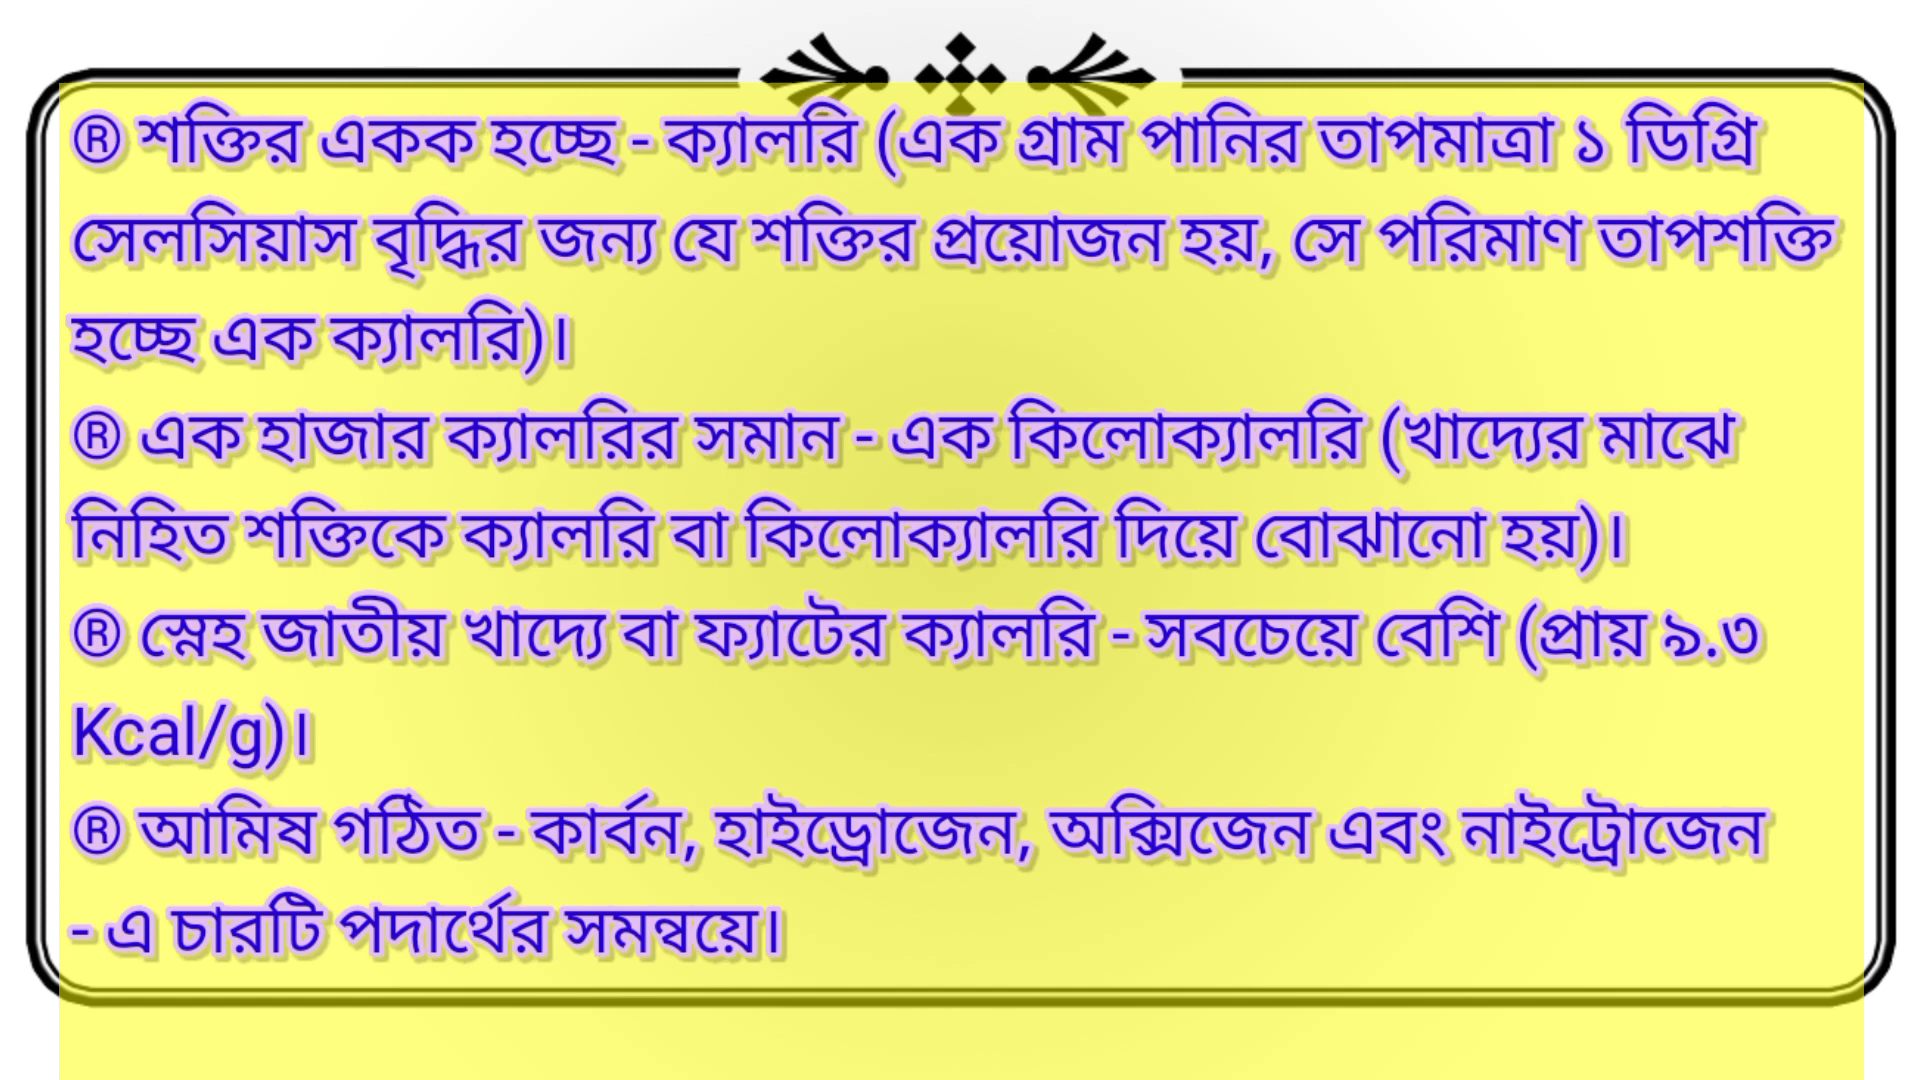 ® শক্তির একক হচ্ছে - ক্যালরি (এক গ্রাম পানির তাপমাত্রা ১ ডিগ্রি
সেলসিয়াস বৃদ্ধির জন্য যে শক্তির প্রয়োজন হয়, সে পরিমাণ তাপশক্তি
হচ্ছে এক ক্যালরি)।
® এক হাজার ক্যালরির সমান - এক কিলোক্যালরি (খাদ্যের মাঝে
নিহিত শক্তিকে ক্যালরি বা কিলোক্যালরি দিয়ে বোঝানো হয়)।
® স্নেহ জাতীয় খাদ্যে বা ফ্যাটের ক্যালরি - সবচেয়ে বেশি (প্রায় ৯.৩
Kcal/g)।
® আমিষ গঠিত - কার্বন, হাইড্রোজেন, অক্সিজেন এবং নাইট্রোজেন
- এ চারটি পদার্থের সমন্বয়ে।